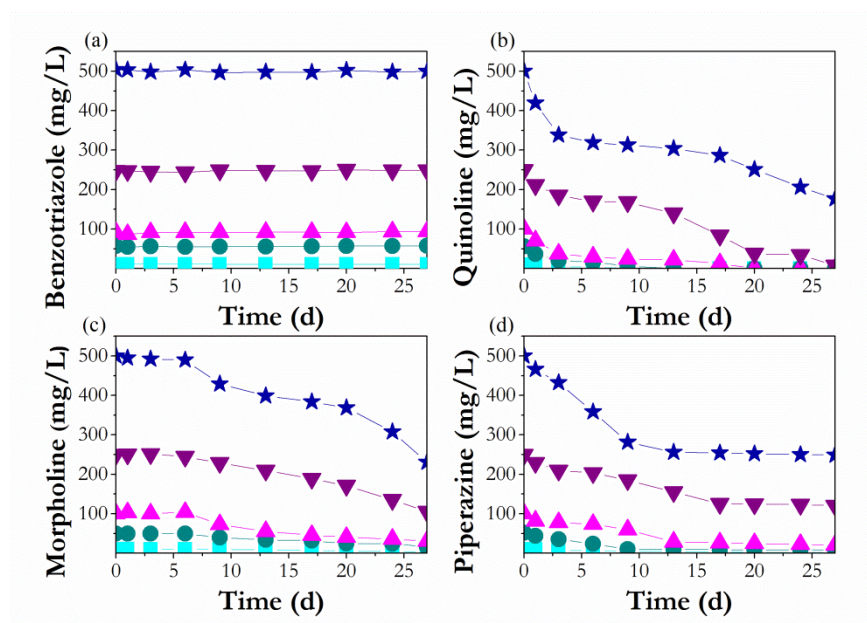 (a)
Benzotriazole (mg/L)
500
400
300
200
100
0 5 10 15 20 25
Time (d)
(b)
Quinoline (mg/L)
500
400
300
200
100
0 5 10 15 20 25
Time (d)
(c)
Morpholine (mg/L)
500
400
300
200
100
0 5 10 15 20 25
Time (d)
(d)
Piperazine (mg/L)
500
400
300
200
100
0 5 10 15 20 25
Time (d)